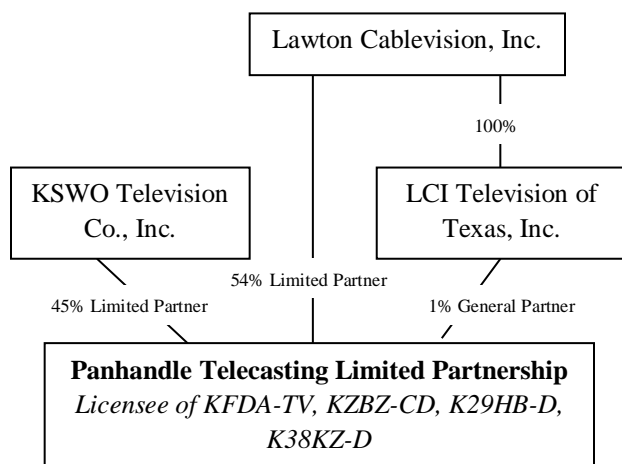 Lawton Cablevision, Inc.
100%
KSWO Television
Co., Inc.
LCI Television of
Texas, Inc.
45% Limited Partner
54% Limited Partner
1% General Partner
Panhandle Telecasting Limited Partnership
Licensee of KFDA-TV, KZBZ-CD, K29HB-D,
K38KZ-D